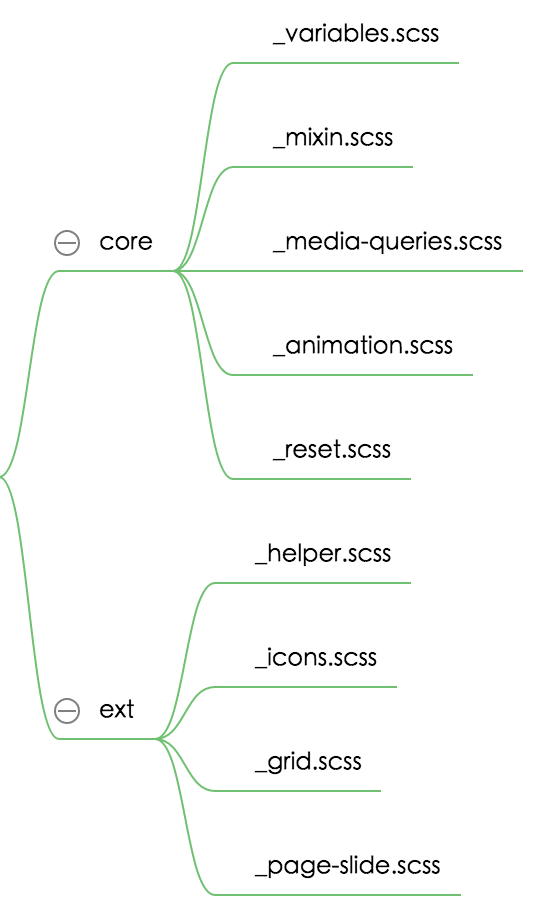 core
_variables.scss
_mixin.scss
_media-queries.scss
_animation.scss
_reset.scss
ext
_helper.scss
_icons.scss
_grid.scss
_page-slide.scss